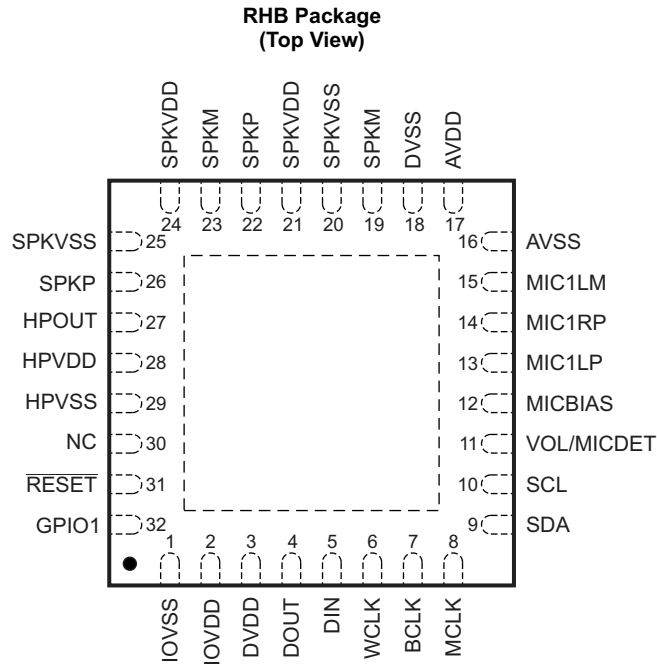 RHB Package
(Top View)
SPKVDD
SPKM
SPKP
SPKVDD
SPKVSS
SPKM
DVSS
AVDD
24 23 22 21 20 19 18 17
SPKVSS 25
SPKP 26
HPOUT 27
HPVDD 28
HPVSS 29
NC 30
RESET 31
GPIO1 32
16 AVSS
15 MIC1LM
14 MIC1RP
13 MIC1LP
12 MICBIAS
11 VOL/MICDET
10 SCL
9 SDA
1 2 3 4 5 6 7 8
IOVSS
IOVDD
DVDD
DOUT
DIN
WCLK
BCLK
MCLK